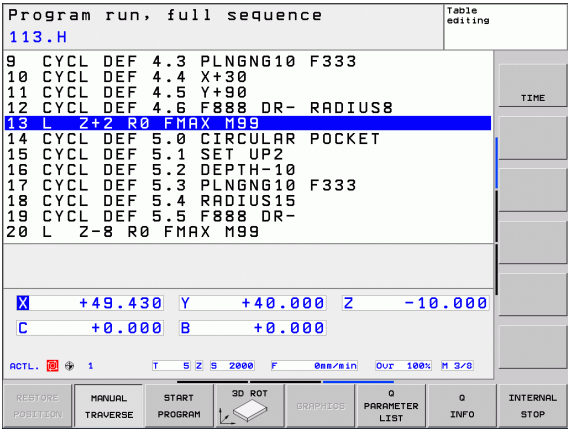 Program run, full sequence
Table
editing
113.H
9 CYCL DEF 4.3 PLNGNG10 F333
10 CYCL DEF 4.4 X+30
11 CYCL DEF 4.5 Y+90
12 CYCL DEF 4.6 F888 DR- RADIUS8
13 L Z+2 R0 FMAX M99
14 CYCL DEF 5.0 CIRCULAR POCKET
15 CYCL DEF 5.1 SET UP2
16 CYCL DEF 5.2 DEPTH-10
17 CYCL DEF 5.3 PLNGNG10 F333
18 CYCL DEF 5.4 RADIUS15
19 CYCL DEF 5.5 F888 DR-
20 L Z-8 R0 FMAX M99
TIME
X +49.430 Y +40.000 Z -10.000
C +0.000 B +0.000
ACTL. 1 T 5 Z S 2000 F 0mm/min Ovr 100% M 3/8
RESTORE
POSITION
MANUAL
TRAVERSE
START
PROGRAM
3D ROT
GRAPHICS
Q
PARAMETER
LIST
Q
INFO
INTERNAL
STOP